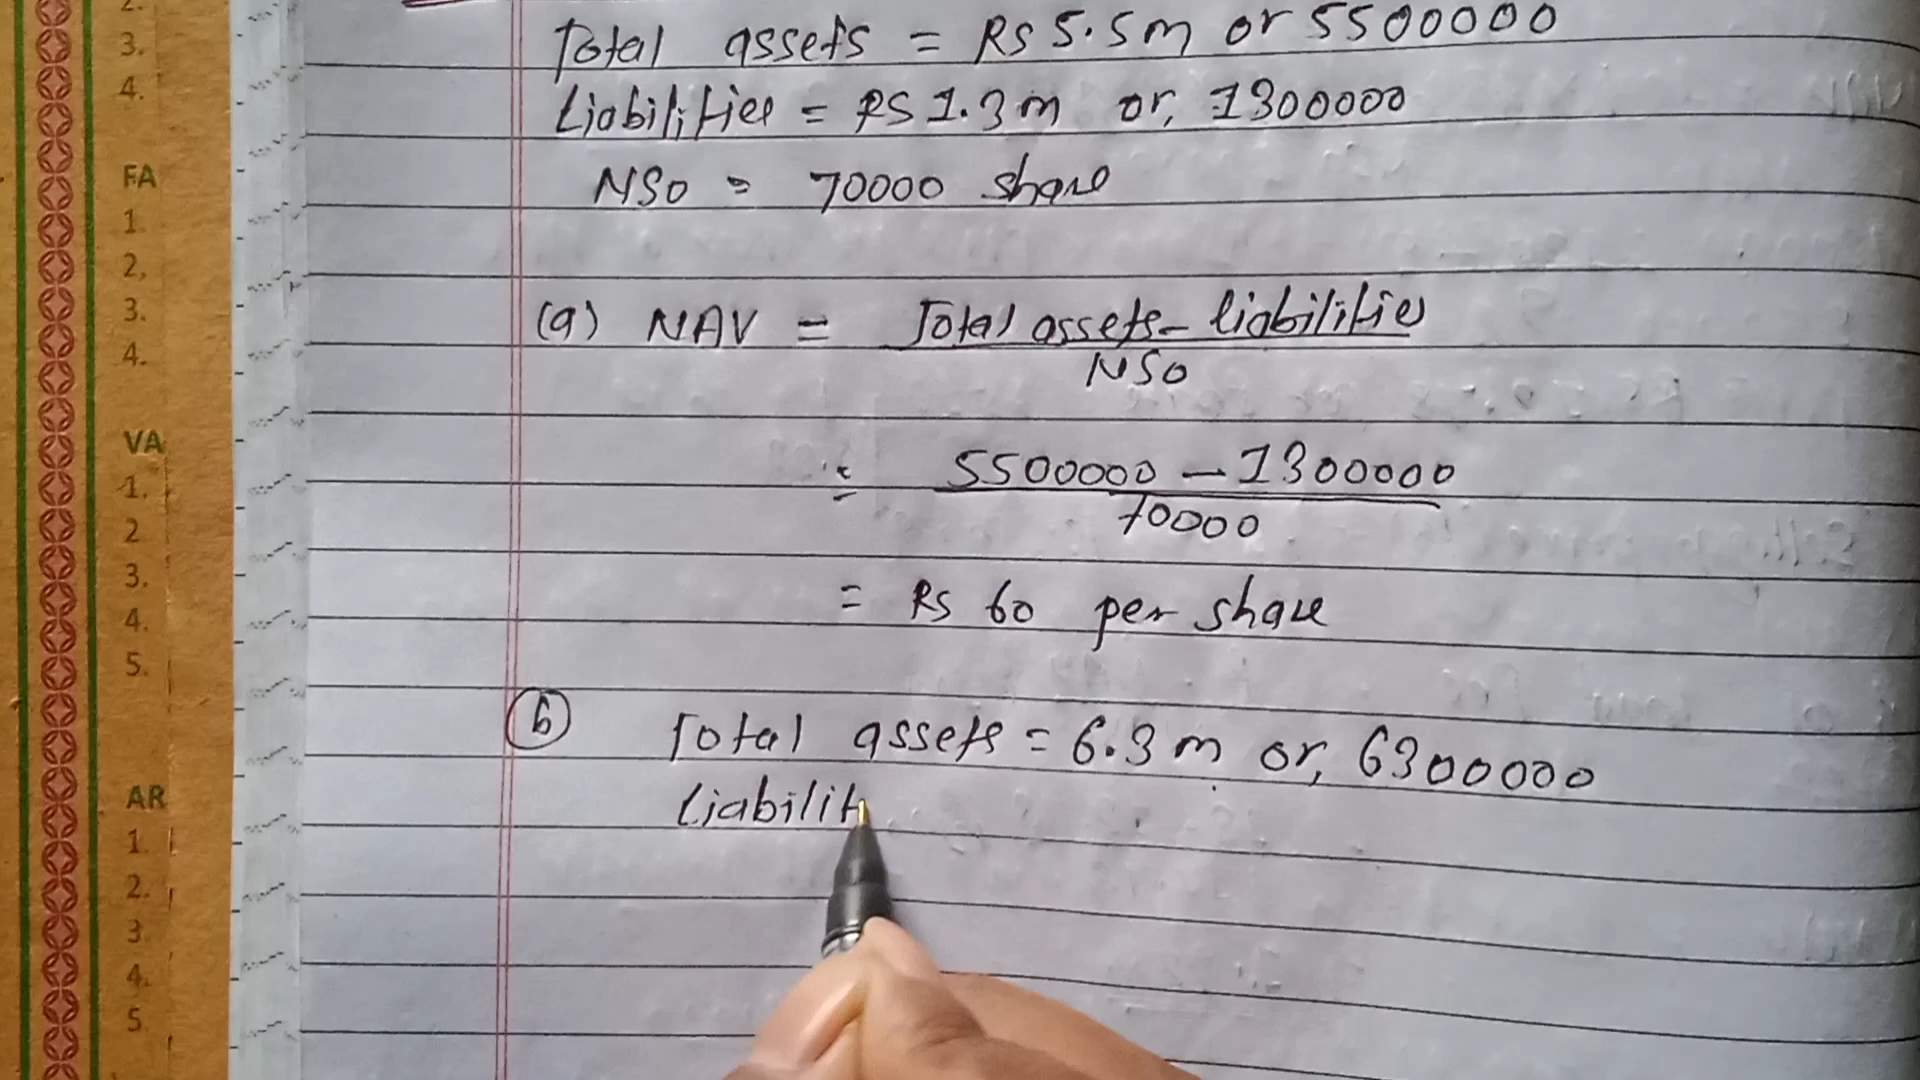 2.
3.
4.
FA
1.
2,
3.
4.
VA
1.
2
3.
4.
5.
AR
1.
2.
3
4.
5
Total assets = Rs 5.5m or 5500000
Liabilities = RS 1.3m or, 1300000
NSO = 70000 share
(a) NAV = Total assets - liabilities
NSO
= 5500000 - 1300000
70000
= Rs 60 per share
(b) Total assets = 6.3m or, 6300000
Liabilit